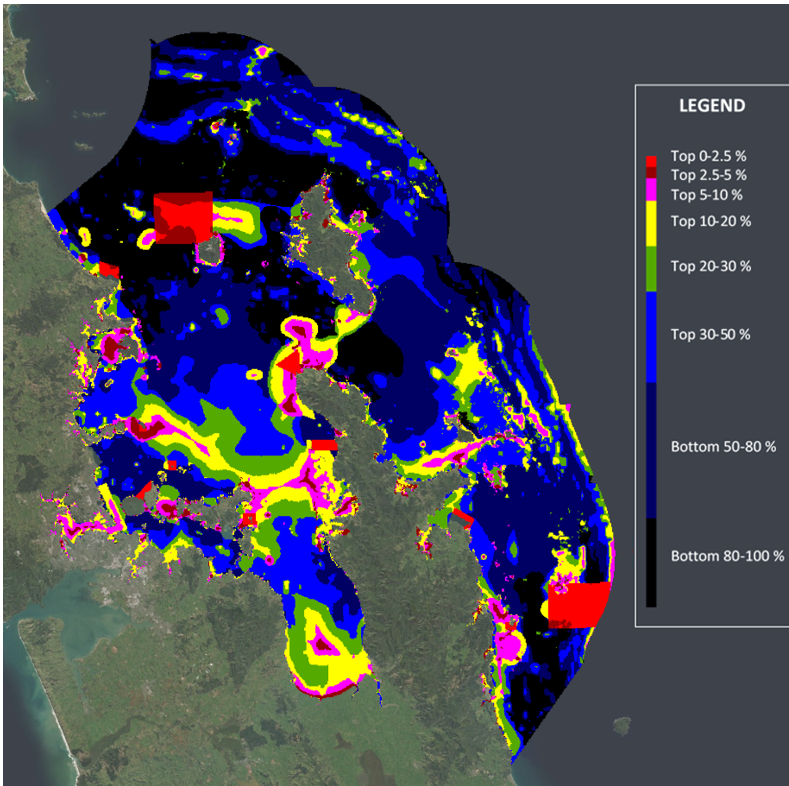 LEGEND
Top 0-2.5 %
Top 2.5-5 %
Top 5-10 %
Top 10-20 %
Top 20-30 %
Top 30-50 %
Bottom 50-80 %
Bottom 80-100 %